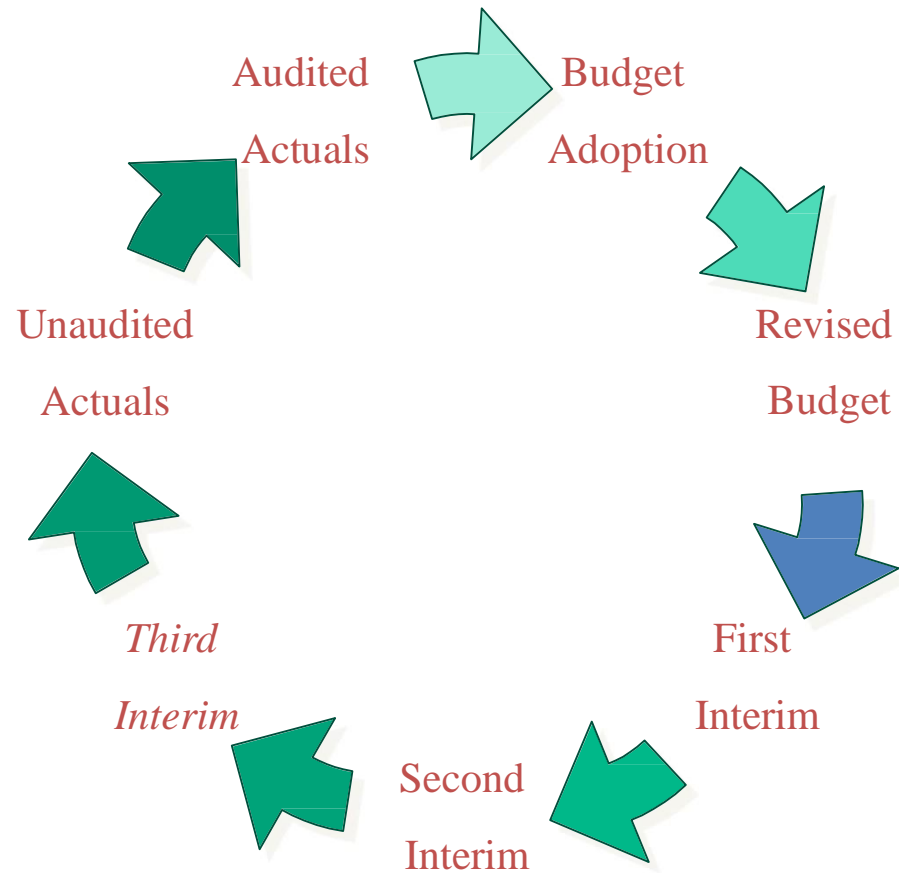 Audited
Actuals
Budget
Adoption
Revised
Budget
First
Interim
Second
Interim
Third
Interim
Unaudited
Actuals